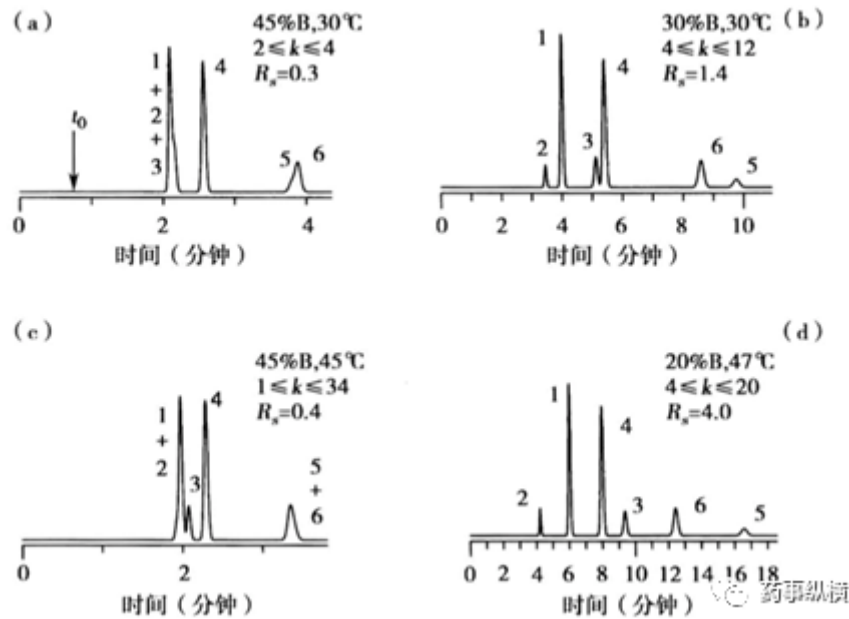 (a)
45%B,30℃
2≤k≤4
Rs=0.3
1
+
2
+
3
4
5 6
t0
0 2 4
时间(分钟)
(b)
30%B,30℃
4≤k≤12
Rs=1.4
1
2
3
4
6
5
0 2 4 6 8 10
时间(分钟)
(c)
45%B,45℃
1≤k≤34
Rs=0.4
1
+
2
3
4
5
+
6
0 2
时间(分钟)
(d)
20%B,47℃
4≤k≤20
Rs=4.0
1
2
4
3
6
5
0 2 4 6 8 10 12 14 16 18
时间(分钟)
药事纵横